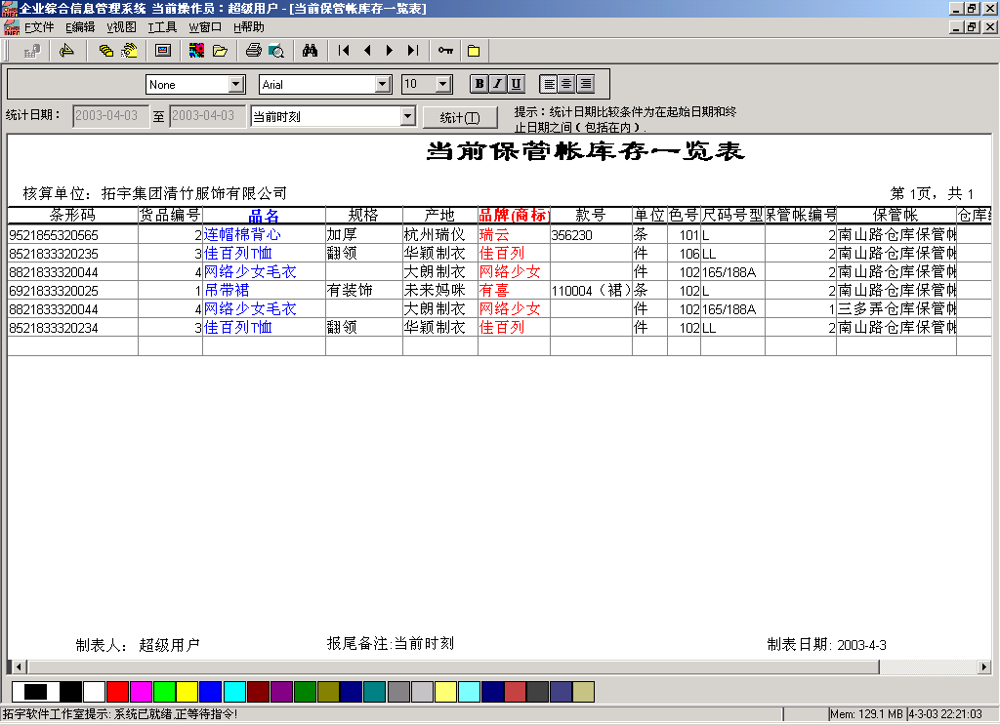 企业综合信息管理系统 当前操作员：超级用户 - [当前保管帐库存一览表]
F文件 E编辑 V视图 T工具 W窗口 H帮助
None Arial 10 B I U
统计日期： 2003-04-03 至 2003-04-03 当前时刻 统计(T) 提示：统计日期比较条件为在起始日期和终
止日期之间（包括在内）.
当前保管帐库存一览表
核算单位：拓宇集团清竹服饰有限公司 第 1页，共 1
条形码 货品编号 品名 规格 产地 品牌(商标) 款号 单位 色号 尺码号型 保管帐编号 保管帐 仓库
9521855320565 2 连帽棉背心 加厚 杭州瑞仪 瑞云 356230 条 101 L 2 南山路仓库保管帐
8521833320235 3 佳百列T恤 翻领 华颖制衣 佳百列 件 106 LL 2 南山路仓库保管帐
8821833320044 4 网络少女毛衣 大朗制衣 网络少女 件 102 165/188A 2 南山路仓库保管帐
6921833320025 1 吊带裙 有装饰 未来妈咪 有喜 110004（裙） 条 102 L 2 南山路仓库保管帐
8821833320044 4 网络少女毛衣 大朗制衣 网络少女 件 102 165/188A 1 三多弄仓库保管帐
8521833320234 3 佳百列T恤 翻领 华颖制衣 佳百列 件 102 LL 2 南山路仓库保管帐
制表人： 超级用户 报尾备注:当前时刻 制表日期: 2003-4-3
拓宇软件工作室提示: 系统已就绪,正等待指令! Mem: 129.1 MB 4-3-03 22:21:03